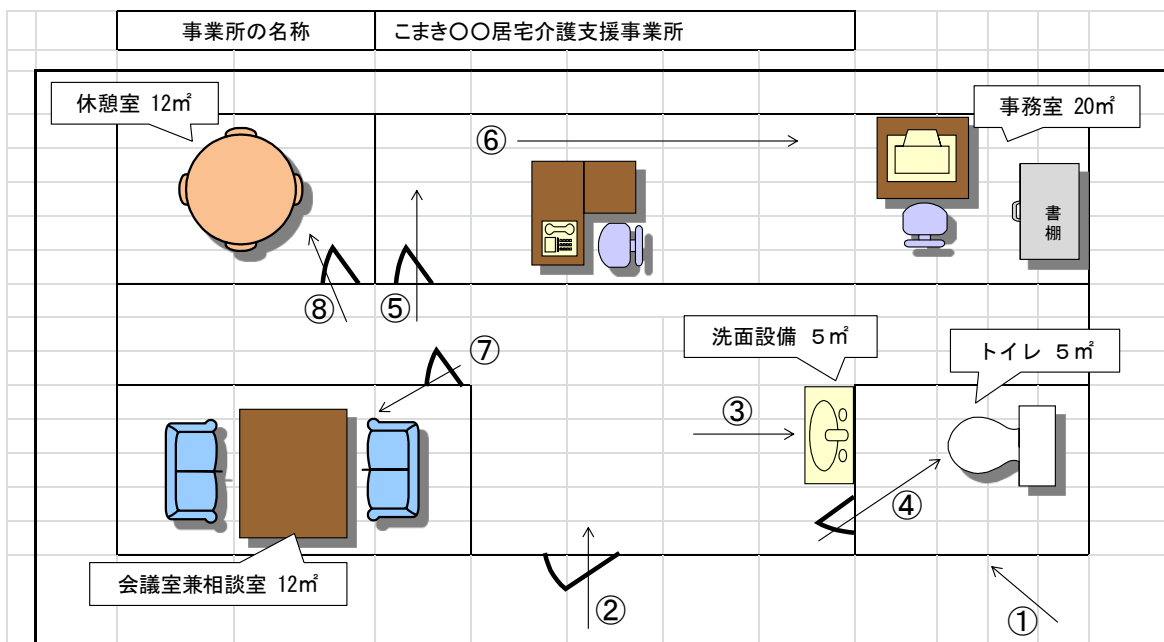 事業所の名称
こまき〇〇居宅介護支援事業所
休憩室 12㎡
事務室 20㎡
⑥
書棚
⑧
⑤
⑦
洗面設備 5㎡
トイレ 5㎡
③
④
会議室兼相談室 12㎡
②
①